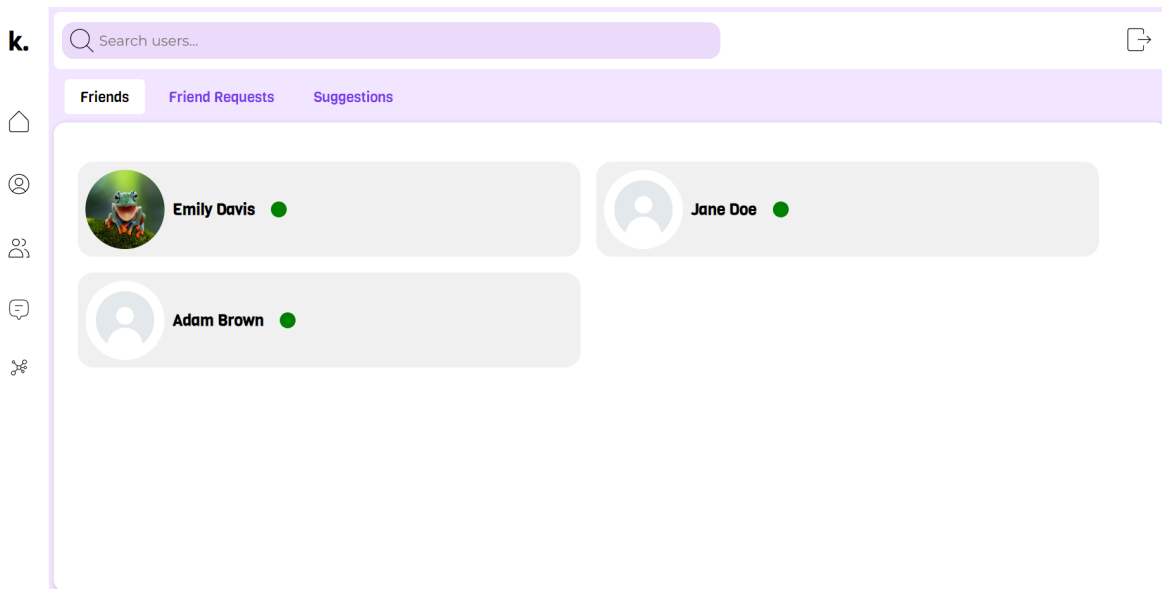 k.
Search users...
Friends
Friend Requests
Suggestions
Emily Davis
Jane Doe
Adam Brown